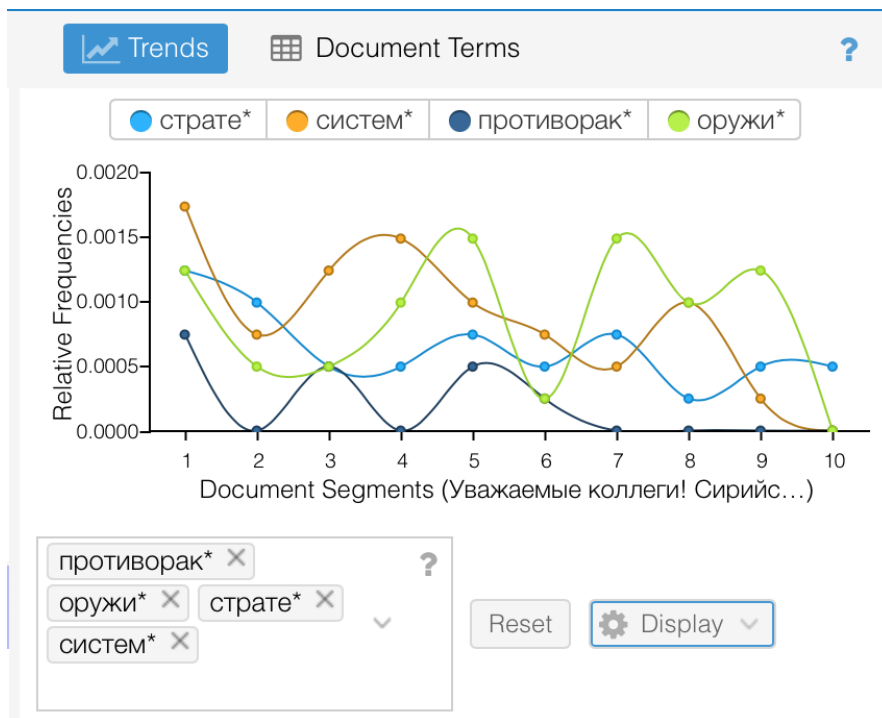 Trends Document Terms ?
страте* систем* противорак* оружи*
Relative Frequencies
0.0020
0.0015
0.0010
0.0005
0.0000
1 2 3 4 5 6 7 8 9 10
Document Segments (Уважаемые коллеги! Сирийс...)
противорак* ✕ ?
оружи* ✕ страте* ✕
систем* ✕
Reset Display